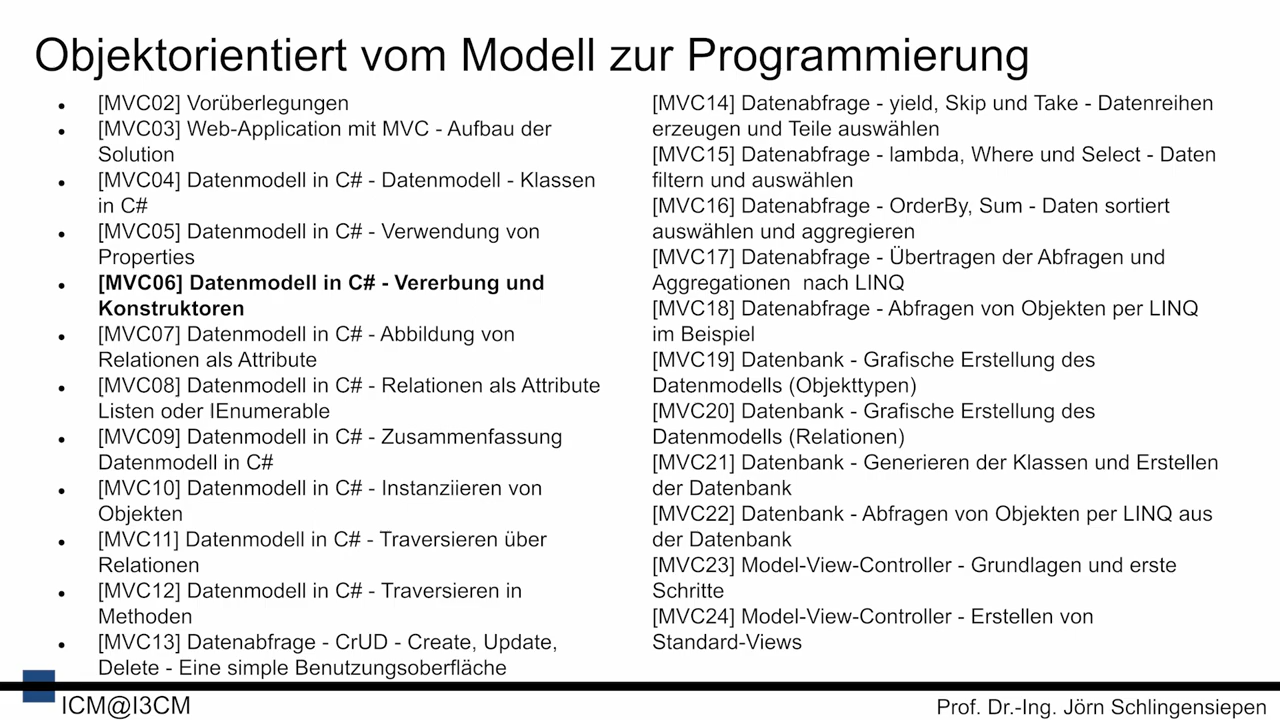 Objektorientiert vom Modell zur Programmierung
[MVC02] Vorüberlegungen
[MVC03] Web-Application mit MVC - Aufbau der
Solution
[MVC04] Datenmodell in C# - Datenmodell - Klassen
in C#
[MVC05] Datenmodell in C# - Verwendung von
Properties
[MVC06] Datenmodell in C# - Vererbung und
Konstruktoren
[MVC07] Datenmodell in C# - Abbildung von
Relationen als Attribute
[MVC08] Datenmodell in C# - Relationen als Attribute
Listen oder IEnumerable
[MVC09] Datenmodell in C# - Zusammenfassung
Datenmodell in C#
[MVC10] Datenmodell in C# - Instanziieren von
Objekten
[MVC11] Datenmodell in C# - Traversieren über
Relationen
[MVC12] Datenmodell in C# - Traversieren in
Methoden
[MVC13] Datenabfrage - CrUD - Create, Update,
Delete - Eine simple Benutzungsoberfläche
[MVC14] Datenabfrage - yield, Skip und Take - Datenreihen
erzeugen und Teile auswählen
[MVC15] Datenabfrage - lambda, Where und Select - Daten
filtern und auswählen
[MVC16] Datenabfrage - OrderBy, Sum - Daten sortiert
auswählen und aggregieren
[MVC17] Datenabfrage - Übertragen der Abfragen und
Aggregationen  nach LINQ
[MVC18] Datenabfrage - Abfragen von Objekten per LINQ
im Beispiel
[MVC19] Datenbank - Grafische Erstellung des
Datenmodells (Objekttypen)
[MVC20] Datenbank - Grafische Erstellung des
Datenmodells (Relationen)
[MVC21] Datenbank - Generieren der Klassen und Erstellen
der Datenbank
[MVC22] Datenbank - Abfragen von Objekten per LINQ aus
der Datenbank
[MVC23] Model-View-Controller - Grundlagen und erste
Schritte
[MVC24] Model-View-Controller - Erstellen von
Standard-Views
ICM@I3CM
Prof. Dr.-Ing. Jörn Schlingensiepen